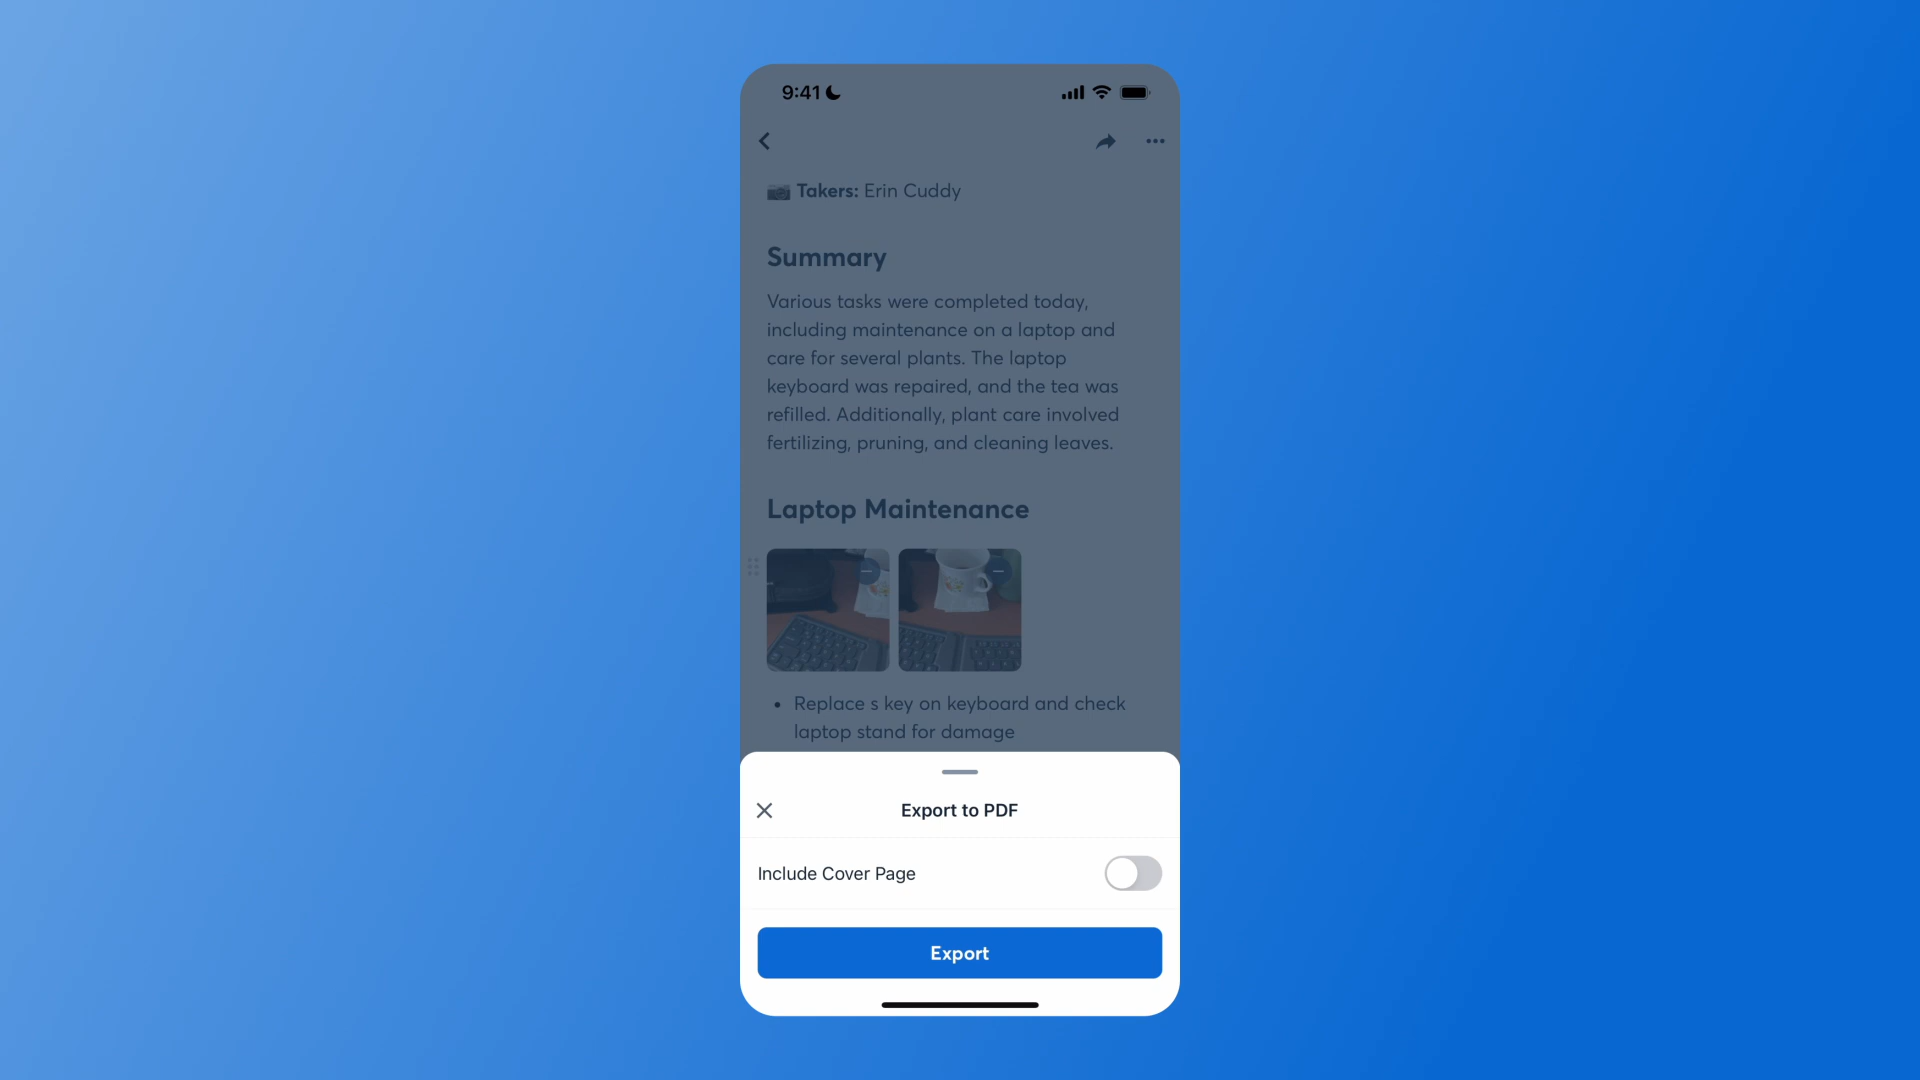 9:41
Takers: Erin Cuddy
Summary
Various tasks were completed today,
including maintenance on a laptop and
care for several plants. The laptop
keyboard was repaired, and the tea was
refilled. Additionally, plant care involved
fertilizing, pruning, and cleaning leaves.
Laptop Maintenance
• Replace s key on keyboard and check
laptop stand for damage
Export to PDF
Include Cover Page
Export